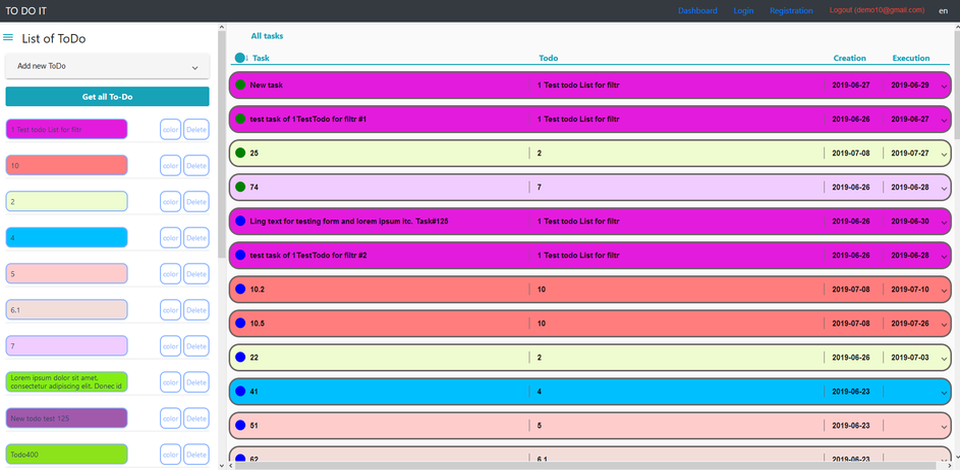 TO DO IT
Dashboard Login Registration Logout (demo10@gmail.com) en
List of ToDo
Add new ToDo
Get all To-Do
1 Test todo List for filtr color Delete
10 color Delete
2 color Delete
4 color Delete
5 color Delete
6.1 color Delete
7 color Delete
Lorem ipsum dolor sit amet,
consectetur adipiscing elit. Donec id color Delete
New todo test 125 color Delete
Todo400 color Delete
All tasks
Task Todo Creation Execution
New task 1 Test todo List for filtr 2019-06-27 2019-06-29
test task of 1TestTodo for filtr #1 1 Test todo List for filtr 2019-06-26 2019-06-27
25 2 2019-07-08 2019-07-27
74 7 2019-06-26 2019-06-28
Ling text for testing form and lorem ipsum itc. Task#125 1 Test todo List for filtr 2019-06-26 2019-06-30
test task of 1TestTodo for filtr #2 1 Test todo List for filtr 2019-06-26 2019-06-28
10.2 10 2019-07-08 2019-07-10
10.5 10 2019-07-08 2019-07-26
22 2 2019-06-26 2019-07-03
41 4 2019-06-23
51 5 2019-06-23
62 6.1 2019-06-23